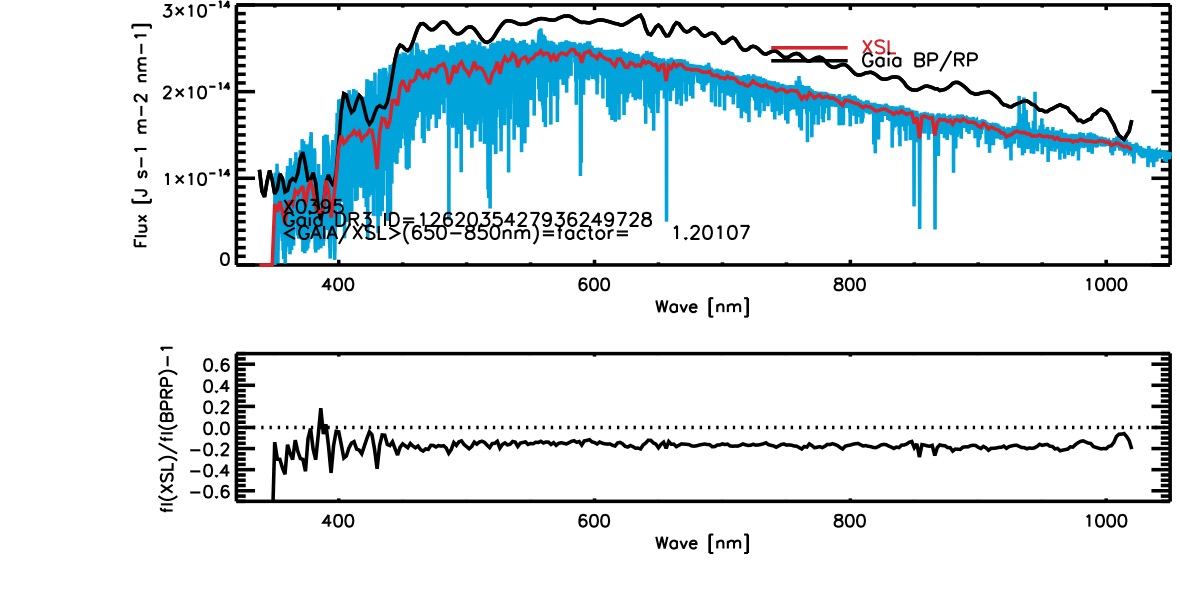 3×10−14
2×10−14
1×10−14
0
Flux [J s−1 m−2 nm−1]
XSL
Gaia BP/RP
X0395
Gaia DR3 ID=1262035427936249728
<GAIA/XSL>(650−850nm)=factor= 1.20107
400 600 800 1000
Wave [nm]
0.6
0.4
0.2
0.0
−0.2
−0.4
−0.6
fl(XSL)/fl(BPRP)−1
400 600 800 1000
Wave [nm]